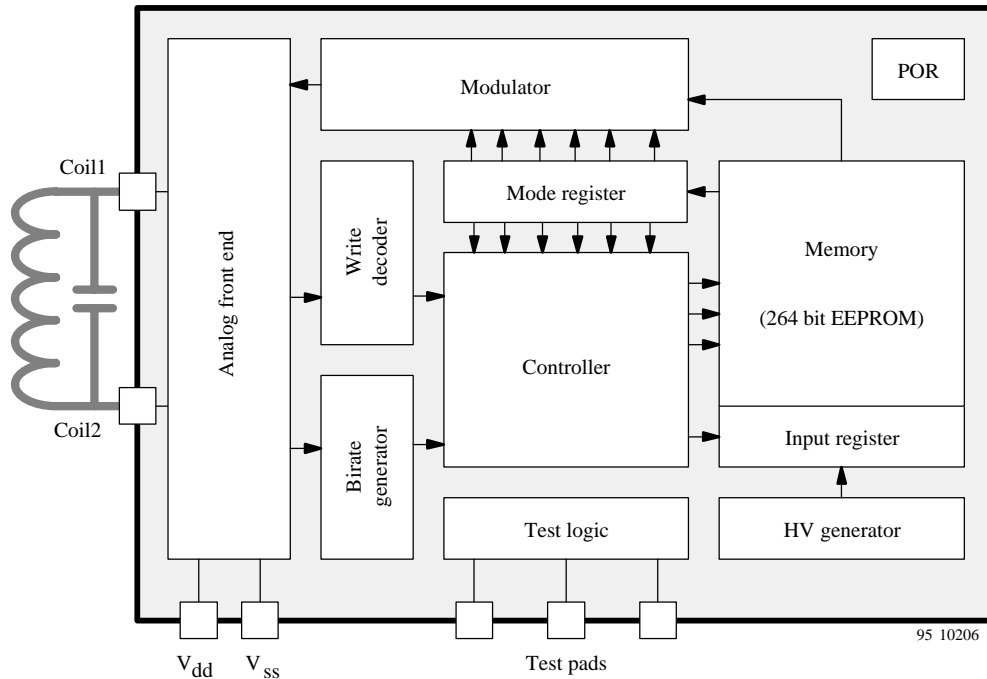 POR
Modulator
Coil1
Mode register
Analog front end
Write
decoder
Memory
(264 bit EEPROM)
Controller
Coil2
Birate
generator
Input register
Test logic
HV generator
95 10206
Vdd
Vss
Test pads